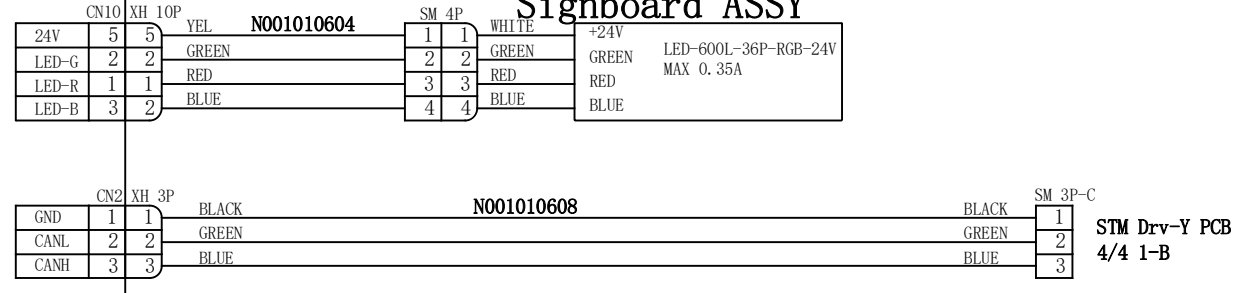 Signboard ASSY
CN10 XH 10P SM 4P
24V 5 5 YEL N001010604 1 1 WHITE +24V
LED-G 2 2 GREEN 2 2 GREEN GREEN LED-600L-36P-RGB-24V
LED-R 1 1 RED 3 3 RED RED MAX 0.35A
LED-B 3 2 BLUE 4 4 BLUE BLUE
CN2 XH 3P SM 3P-C
GND 1 1 BLACK N001010608 BLACK 1
CANL 2 2 GREEN GREEN 2 STM Drv-Y PCB
CANH 3 3 BLUE BLUE 3 4/4 1-B